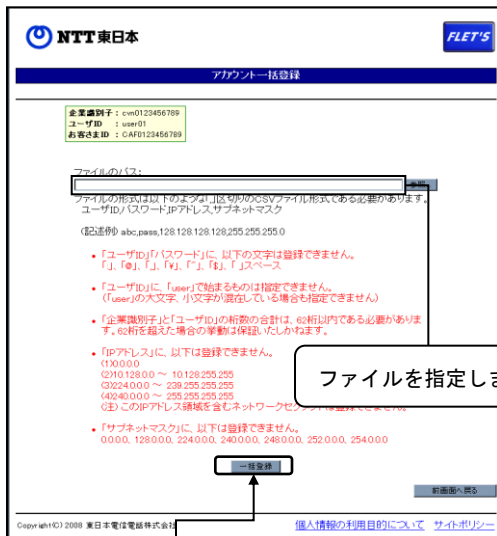 NTT東日本
FLET'S
アカウント一括登録
企業識別子：cvn0123456789
ユーザID ：user01
お客さまID ：CAF0123456789
ファイルのパス：
ファイルの形式は以下のような「,」区切りのCSVファイル形式である必要があります。
ユーザID,パスワード,IPアドレス,サブネットマスク
(記述例) abc,pass,128.128.128.128,255.255.255.0
・「ユーザID」「パスワード」に、以下の文字は登録できません。
「:」、「@」、「,」、「¥」、「"」、「$」、「 」スペース
・「ユーザID」に、「user」で始まるものは指定できません。
(「user」の大文字、小文字が混在している場合も指定できません)
・「企業識別子」と「ユーザID」の桁数の合計は、62桁以内である必要があります。62桁を超えた場合の挙動は保証いたしかねます。
・「IPアドレス」に、以下は登録できません。
(1)0.0.0.0
(2)10.128.0.0 ～ 10.128.255.255
(3)224.0.0.0 ～ 239.255.255.255
(4)240.0.0.0 ～ 255.255.255.255
(注)このIPアドレス領域を含むネットワーク
・「サブネットマスク」に、以下は登録できません。
0.0.0.0、128.0.0.0、224.0.0.0、240.0.0.0、248.0.0.0、252.0.0.0、254.0.0.0
ファイルを指定しま
一括登録
前画面へ戻る
Copyright(C) 2008 東日本電信電話株式会社
個人情報の利用目的について サイトポリシー